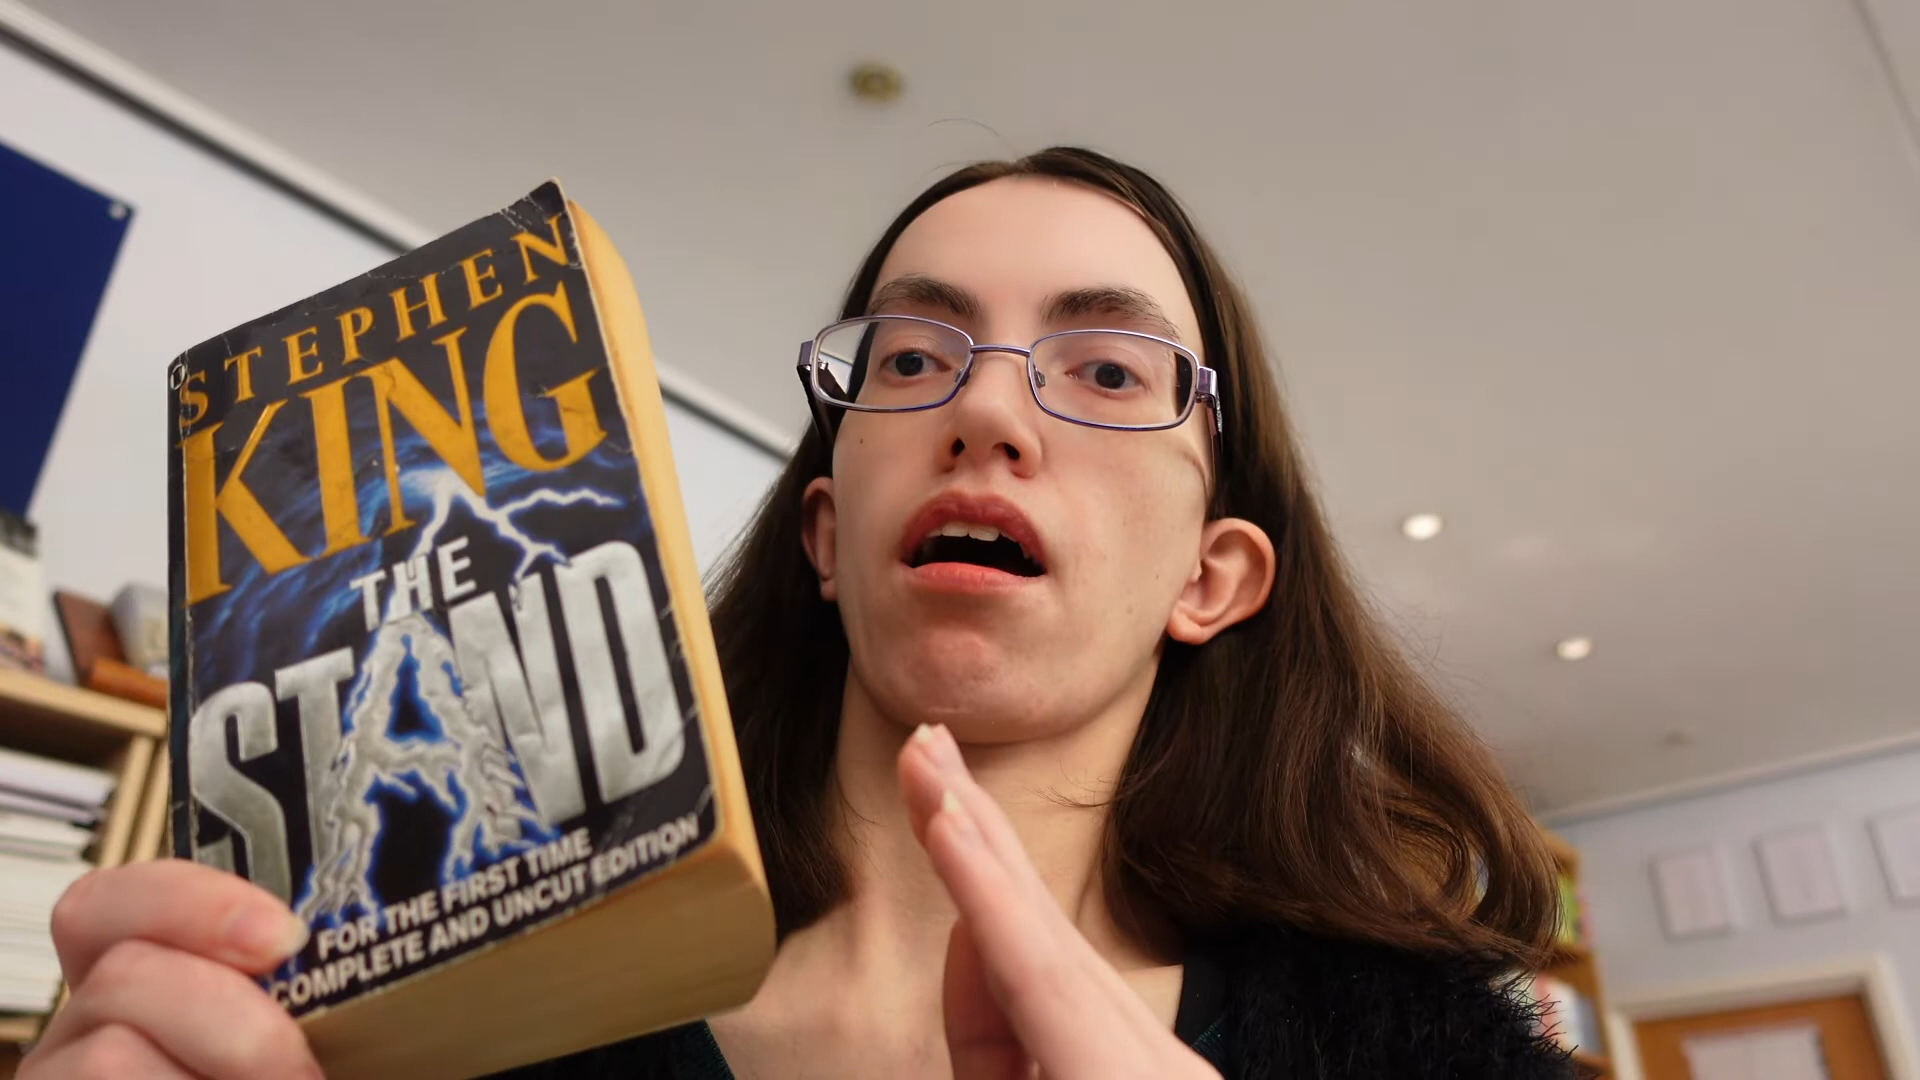 STEPHEN
KING
THE
STAND
FOR THE FIRST TIME
COMPLETE AND UNCUT EDITION